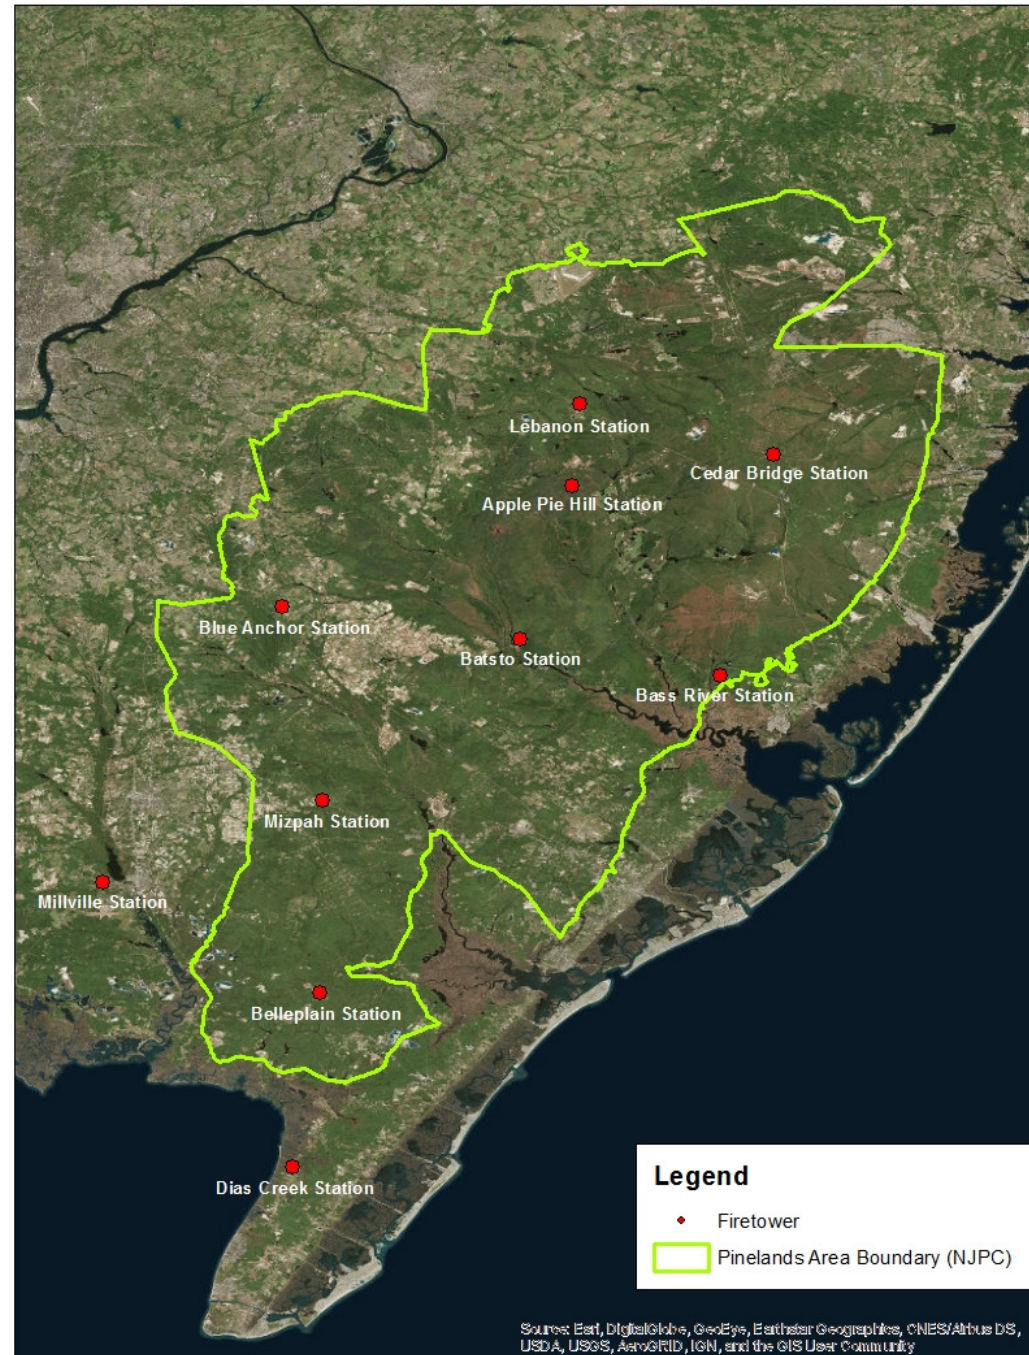 Lebanon Station
Cedar Bridge Station
Apple Pie Hill Station
Blue Anchor Station
Batsto Station
Bass River Station
Mizpah Station
Millville Station
Belleplain Station
Dias Creek Station
Legend
Firetower
Pinelands Area Boundary (NJPC)
Source: Esri, DigitalGlobe, GeoEye, Earthstar Geographics, CNES/Airbus DS,
USDA, USGS, AeroGRID, IGN, and the GIS User Community